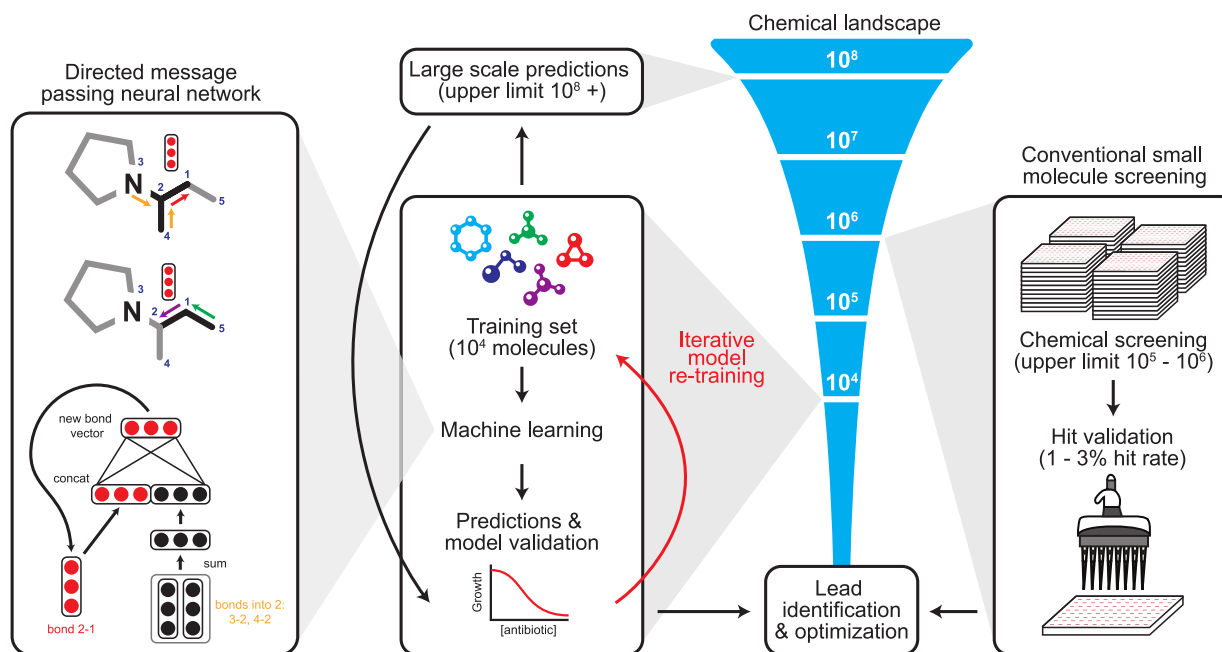 Directed message
passing neural network
3
N
2
1
5
4
3
N
2
1
5
4
new bond
vector
concat
sum
bond 2-1
bonds into 2:
3-2, 4-2
Large scale predictions
(upper limit 10⁸ +)
Training set
(10⁴ molecules)
Machine learning
Predictions &
model validation
Growth
[antibiotic]
Iterative
model
re-training
Chemical landscape
10⁸
10⁷
10⁶
10⁵
10⁴
Lead
identification
& optimization
Conventional small
molecule screening
Chemical screening
(upper limit 10⁵ - 10⁶)
Hit validation
(1 - 3% hit rate)